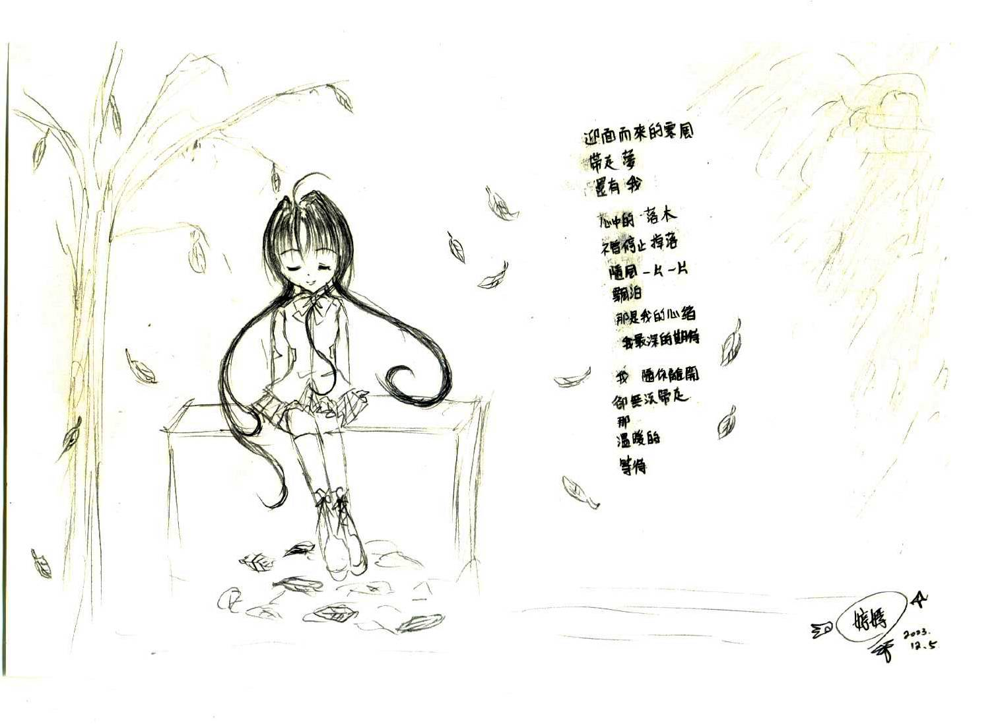 迎面而來的寒風
帶走夢
還有我
心中的落木
不曾停止掉落
隨風一片一片
飄泊
那是我的心緒
我最深的期待
我 隨你離開
卻無法帶走
那
溫暖的
等待
婷婷
2003.
12.5